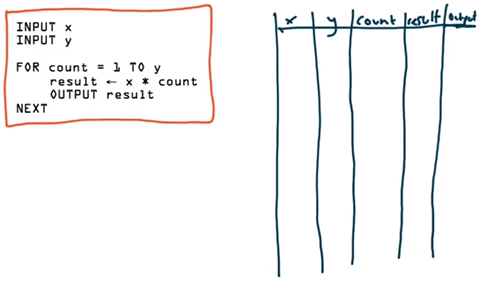 INPUT x
INPUT y
FOR count = 1 TO y
result ← x * count
OUTPUT result
NEXT
x y count result output